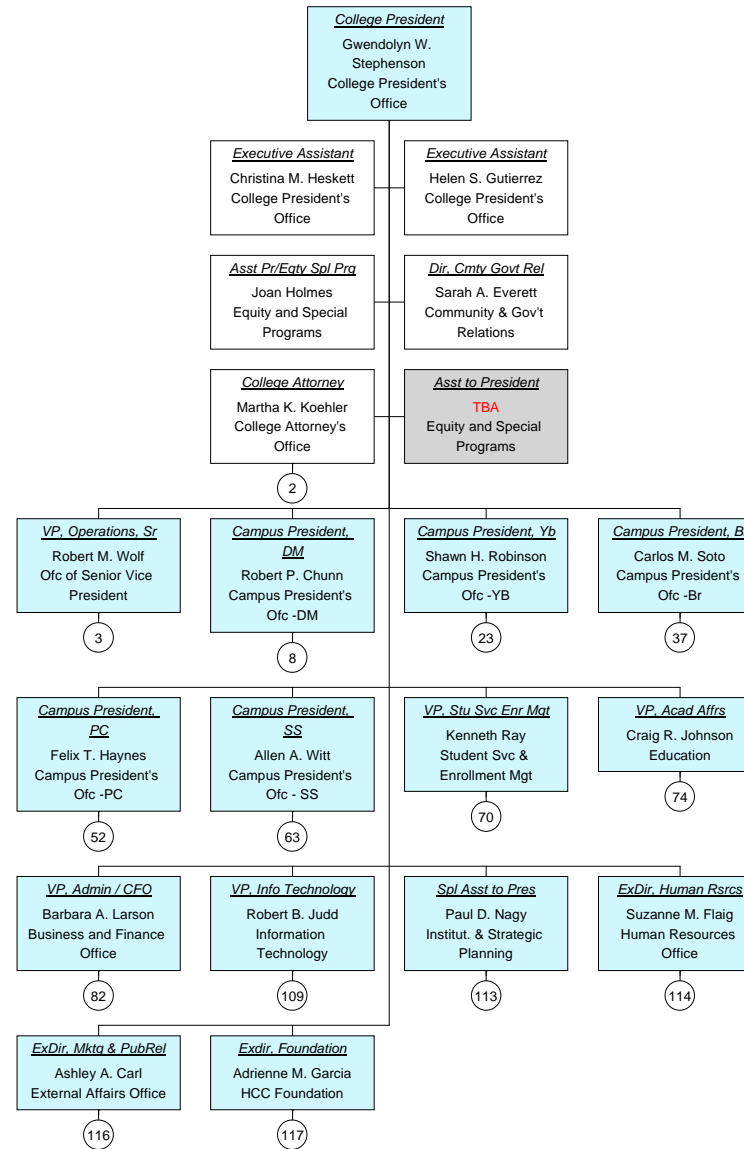 College President
Gwendolyn W.
Stephenson
College President's
Office
Executive Assistant
Christina M. Heskett
College President's
Office
Executive Assistant
Helen S. Gutierrez
College President's
Office
Asst Pr/Eqty Spl Prg
Joan Holmes
Equity and Special
Programs
Dir, Cmty Govt Rel
Sarah A. Everett
Community & Gov't
Relations
College Attorney
Martha K. Koehler
College Attorney's
Office
2
Asst to President
TBA
Equity and Special
Programs
VP, Operations, Sr
Robert M. Wolf
Ofc of Senior Vice
President
3
Campus President,
DM
Robert P. Chunn
Campus President's
Ofc -DM
8
Campus President, Yb
Shawn H. Robinson
Campus President's
Ofc -YB
23
Campus President, B
Carlos M. Soto
Campus President's
Ofc -Br
37
Campus President,
PC
Felix T. Haynes
Campus President's
Ofc -PC
52
Campus President,
SS
Allen A. Witt
Campus President's
Ofc - SS
63
VP, Stu Svc Enr Mgt
Kenneth Ray
Student Svc &
Enrollment Mgt
70
VP, Acad Affrs
Craig R. Johnson
Education
74
VP, Admin / CFO
Barbara A. Larson
Business and Finance
Office
82
VP, Info Technology
Robert B. Judd
Information
Technology
109
Spl Asst to Pres
Paul D. Nagy
Institut. & Strategic
Planning
113
ExDir, Human Rsrcs
Suzanne M. Flaig
Human Resources
Office
114
ExDir, Mktg & PubRel
Ashley A. Carl
External Affairs Office
116
Exdir, Foundation
Adrienne M. Garcia
HCC Foundation
117